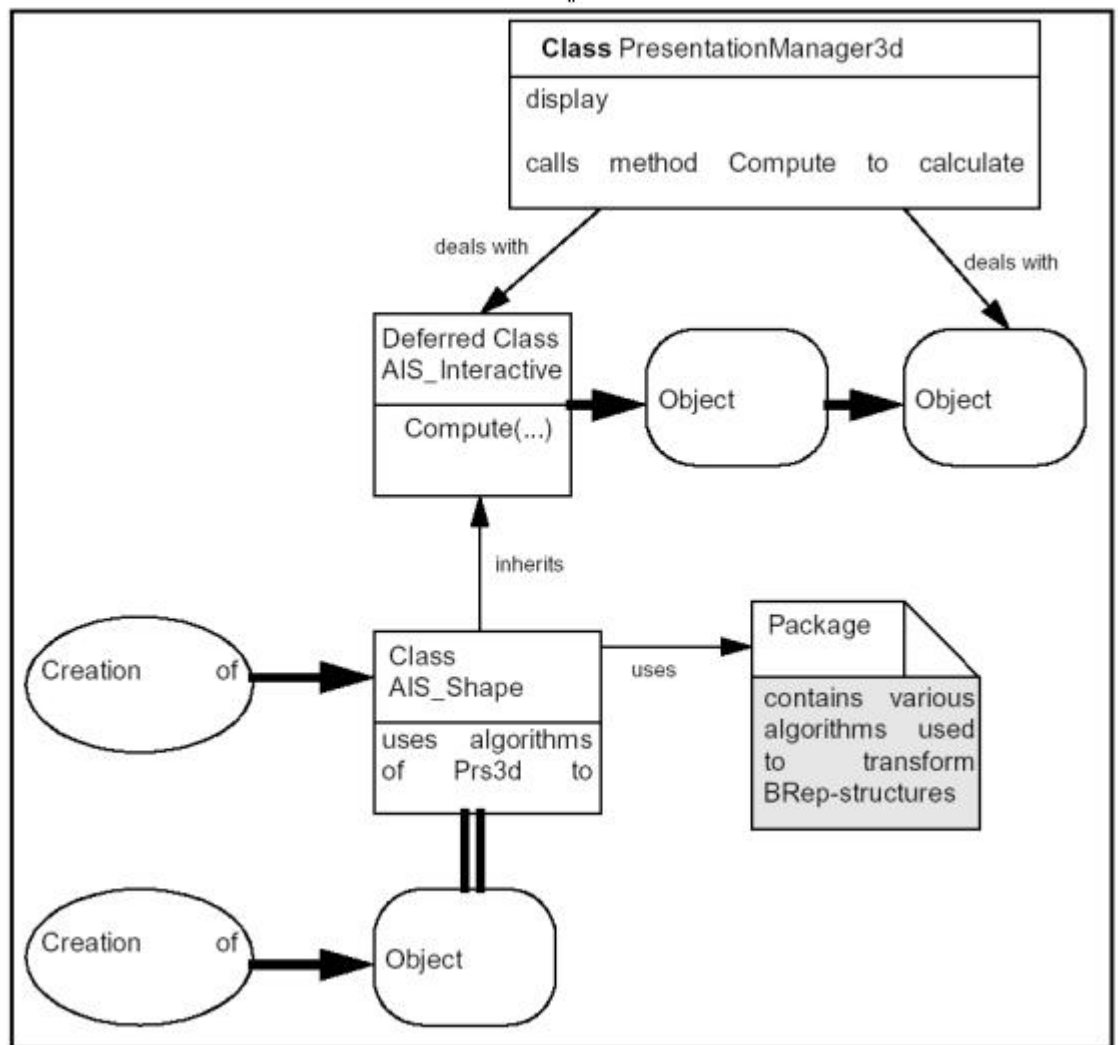 Class PresentationManager3d
display
calls method Compute to calculate
deals with
deals with
Deferred Class
AIS_Interactive
Compute(...)
Object
Object
inherits
Creation of
Class
AIS_Shape
uses algorithms
of Prs3d to
uses
Package
contains various
algorithms used
to transform
BRep-structures
Creation of
Object